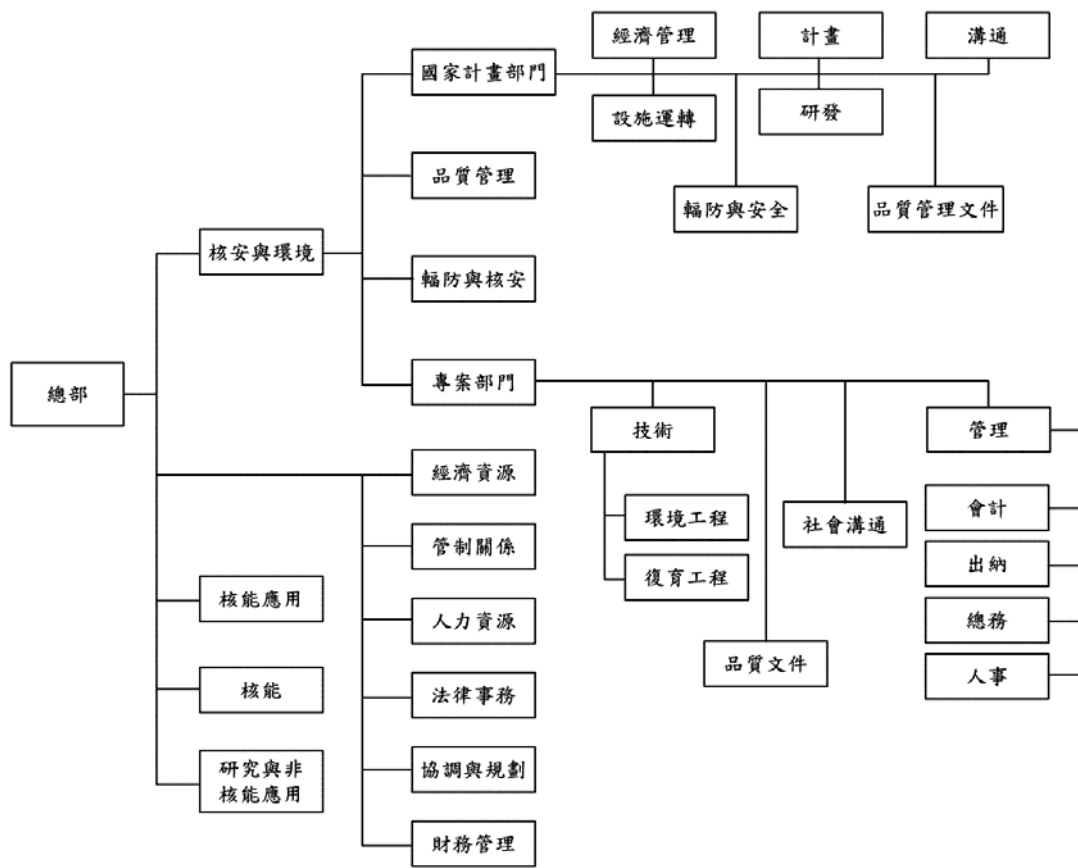 經濟管理
計畫
溝通
國家計畫部門
設施運轉
研發
品質管理
輻防與安全
品質管理文件
核安與環境
輻防與核安
總部
專案部門
技術
管理
經濟資源
環境工程
社會溝通
會計
管制關係
出納
復育工程
核能應用
人力資源
總務
品質文件
人事
核能
法律事務
研究與非
核能應用
協調與規劃
財務管理